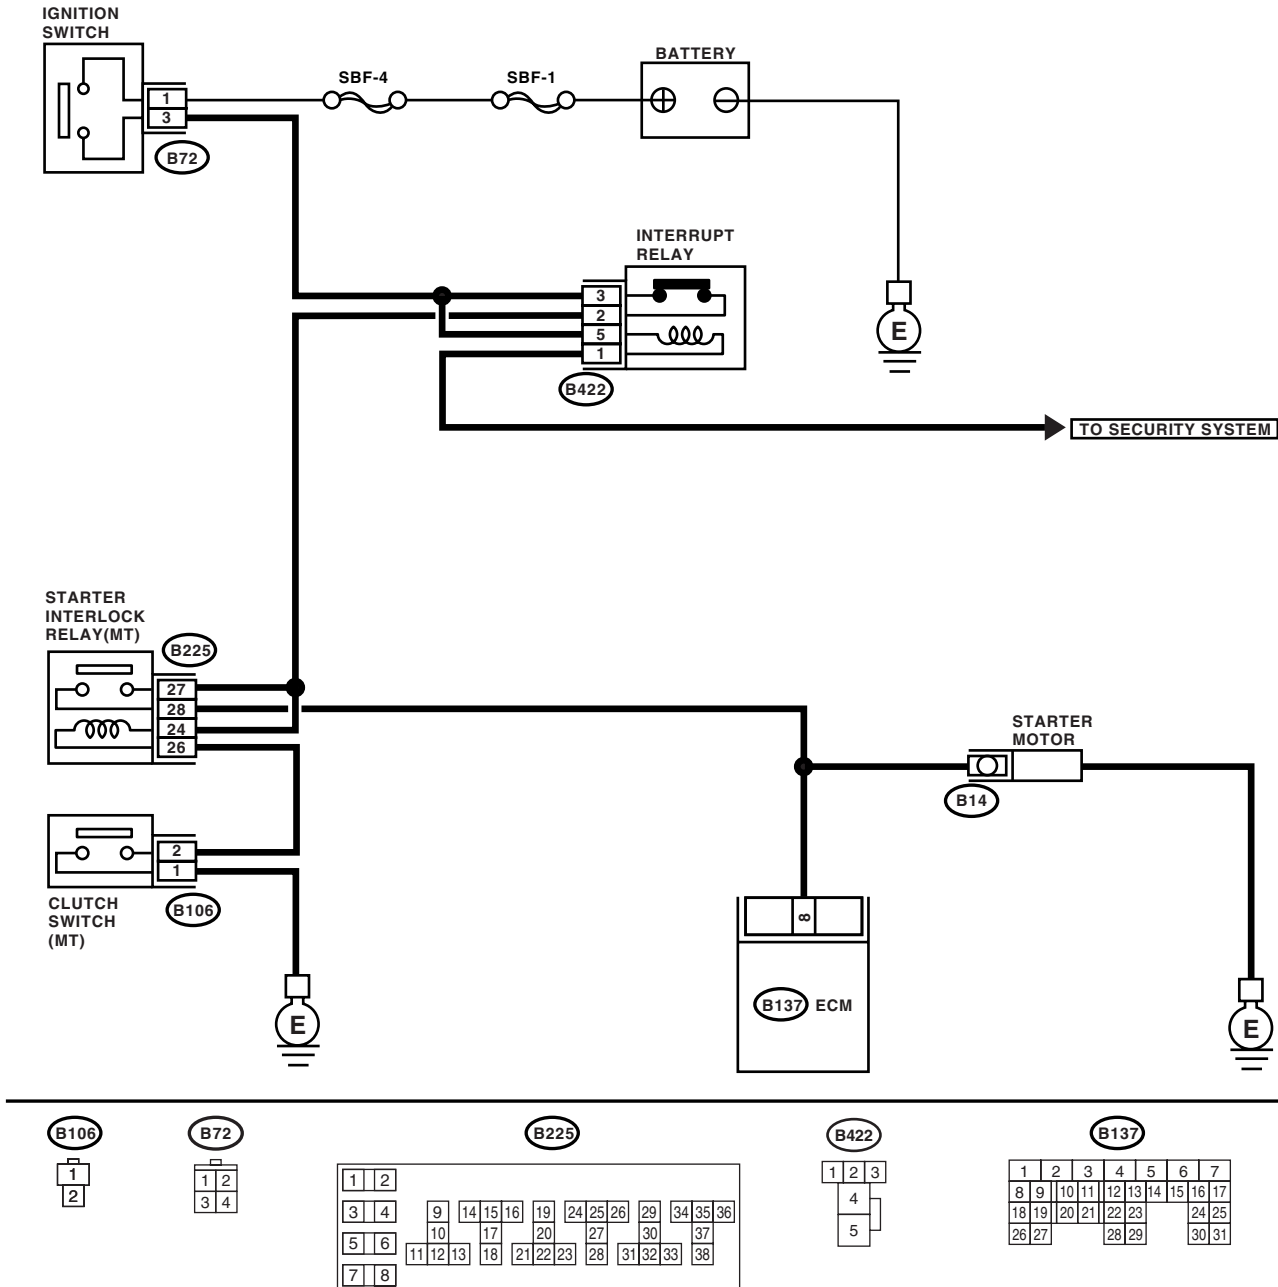 IGNITION
SWITCH
1
3
B72
SBF-4
SBF-1
BATTERY
E
INTERRUPT
RELAY
3
2
5
1
B422
TO SECURITY SYSTEM
STARTER
INTERLOCK
RELAY(MT)
B225
27
28
24
26
STARTER
MOTOR
B14
2
1
CLUTCH
SWITCH
(MT)
B106
E
8
B137 ECM
E
B106
1
2
B72
1 2
3 4
B225
1 2
3 4 9 14 15 16 19 24 25 26 29 34 35 36
10 17 20 27 30 37
5 6 11 12 13 18 21 22 23 28 31 32 33 38
7 8
B422
1 2 3
4
5
B137
1 2 3 4 5 6 7
8 9 10 11 12 13 14 15 16 17
18 19 20 21 22 23 24 25
26 27 28 29 30 31